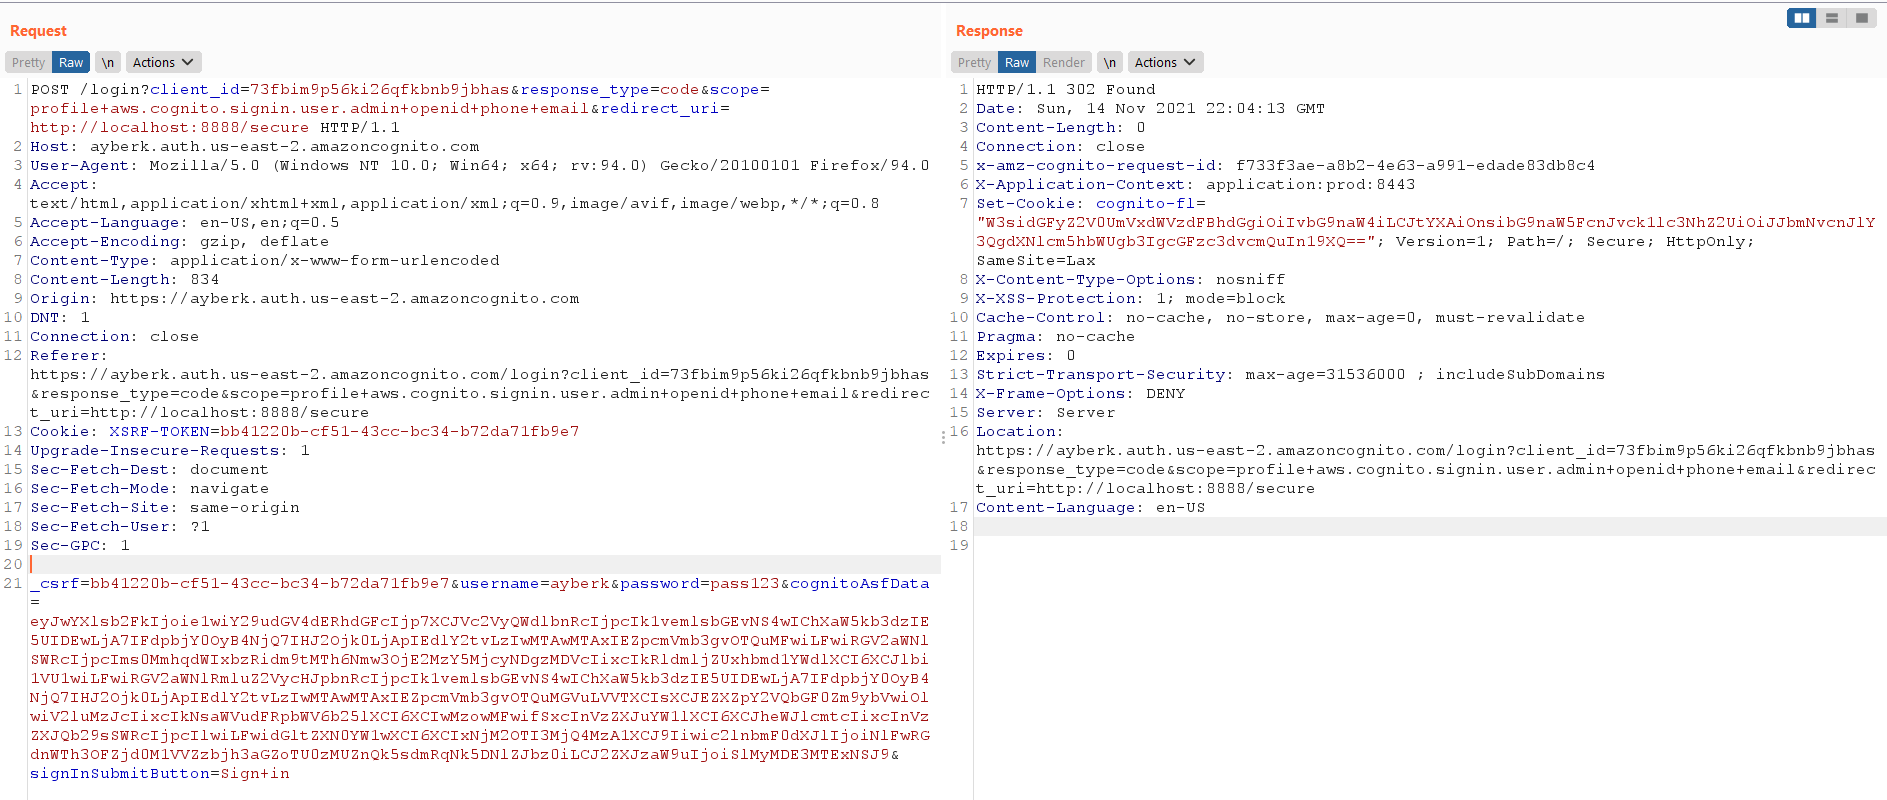 Request
Pretty Raw \n Actions
1 POST /login?client_id=73fbim9p56ki26qfkbnb9jbhas&response_type=code&scope=
profile+aws.cognito.signin.user.admin+openid+phone+email&redirect_uri=
http://localhost:8888/secure HTTP/1.1
2 Host: ayberk.auth.us-east-2.amazoncognito.com
3 User-Agent: Mozilla/5.0 (Windows NT 10.0; Win64; x64; rv:94.0) Gecko/20100101 Firefox/94.0
4 Accept:
text/html,application/xhtml+xml,application/xml;q=0.9,image/avif,image/webp,*/*;q=0.8
5 Accept-Language: en-US,en;q=0.5
6 Accept-Encoding: gzip, deflate
7 Content-Type: application/x-www-form-urlencoded
8 Content-Length: 834
9 Origin: https://ayberk.auth.us-east-2.amazoncognito.com
10 DNT: 1
11 Connection: close
12 Referer:
https://ayberk.auth.us-east-2.amazoncognito.com/login?client_id=73fbim9p56ki26qfkbnb9jbhas
&response_type=code&scope=profile+aws.cognito.signin.user.admin+openid+phone+email&redirec
t_uri=http://localhost:8888/secure
13 Cookie: XSRF-TOKEN=bb41220b-cf51-43cc-bc34-b72da71fb9e7
14 Upgrade-Insecure-Requests: 1
15 Sec-Fetch-Dest: document
16 Sec-Fetch-Mode: navigate
17 Sec-Fetch-Site: same-origin
18 Sec-Fetch-User: ?1
19 Sec-GPC: 1
20
21 _csrf=bb41220b-cf51-43cc-bc34-b72da71fb9e7&username=ayberk&password=pass123&cognitoAsfData
=
eyJwYXlsb2FkIjoie1wiY29udGV4dERhdGFcIjp7XCJVc2VyQWdlbnRcIjpcIk1vemlsbGEvNS4wIChXaW5kb3dzIE
5UIDEwLjA7IFdpbjY0OyB4NjQ7IHJ2Ojk0LjApIEdlY2tvLzIwMTAwMTAxIEZpcmVmb3gvOTQuMFwiLFwiRGV2aWNl
SWRcIjpcIms0MmhqdWIxbzRidm9tMTh6Nmw3OjE2MzY5MjcyNDgzMDVcIixcIkRldmljZUxhbmd1YWdlXCI6XCJlbi
1VU1wiLFwiRGV2aWNlRmluZ2VycHJpbnRcIjpcIk1vemlsbGEvNS4wIChXaW5kb3dzIE5UIDEwLjA7IFdpbjY0OyB4
NjQ7IHJ2Ojk0LjApIEdlY2tvLzIwMTAwMTAxIEZpcmVmb3gvOTQuMGVuLVVTXCIsXCJEZXZpY2VQbGF0Zm9ybVwiOl
wiV2luMzJcIixcIkNsaWVudFRpbWV6b25lXCI6XCIwMzowMFwifSxcInVzZXJuYW1lXCI6XCJheWJlcmtcIixcInVz
ZXJQb29sSWRcIjpcIlwiLFwidGltZXN0YW1wXCI6XCIxNjM2OTI3MjQ4MzA1XCJ9Iiwic2lnbmF0dXJlIjoiNlFwRG
dnWTh3OFZjd0M1VVZzbjh3aGZoTU0zMUZnQk5sdmRqNk5DNlZJbz0iLCJ2ZXJzaW9uIjoiSlMyMDE3MTExNSJ9&
signInSubmitButton=Sign+in
Response
Pretty Raw Render \n Actions
1 HTTP/1.1 302 Found
2 Date: Sun, 14 Nov 2021 22:04:13 GMT
3 Content-Length: 0
4 Connection: close
5 x-amz-cognito-request-id: f733f3ae-a8b2-4e63-a991-edade83db8c4
6 X-Application-Context: application:prod:8443
7 Set-Cookie: cognito-fl=
"W3sidGFyZ2V0UmVxdWVzdFBhdGgiOiIvbG9naW4iLCJtYXAiOnsibG9naW5FcnJvck1lc3NhZ2UiOiJJbmNvcnJlY
3QgdXNlcm5hbWUgb3IgcGFzc3dvcmQuIn19XQ=="; Version=1; Path=/; Secure; HttpOnly;
SameSite=Lax
8 X-Content-Type-Options: nosniff
9 X-XSS-Protection: 1; mode=block
10 Cache-Control: no-cache, no-store, max-age=0, must-revalidate
11 Pragma: no-cache
12 Expires: 0
13 Strict-Transport-Security: max-age=31536000 ; includeSubDomains
14 X-Frame-Options: DENY
15 Server: Server
16 Location:
https://ayberk.auth.us-east-2.amazoncognito.com/login?client_id=73fbim9p56ki26qfkbnb9jbhas
&response_type=code&scope=profile+aws.cognito.signin.user.admin+openid+phone+email&redirec
t_uri=http://localhost:8888/secure
17 Content-Language: en-US
18
19